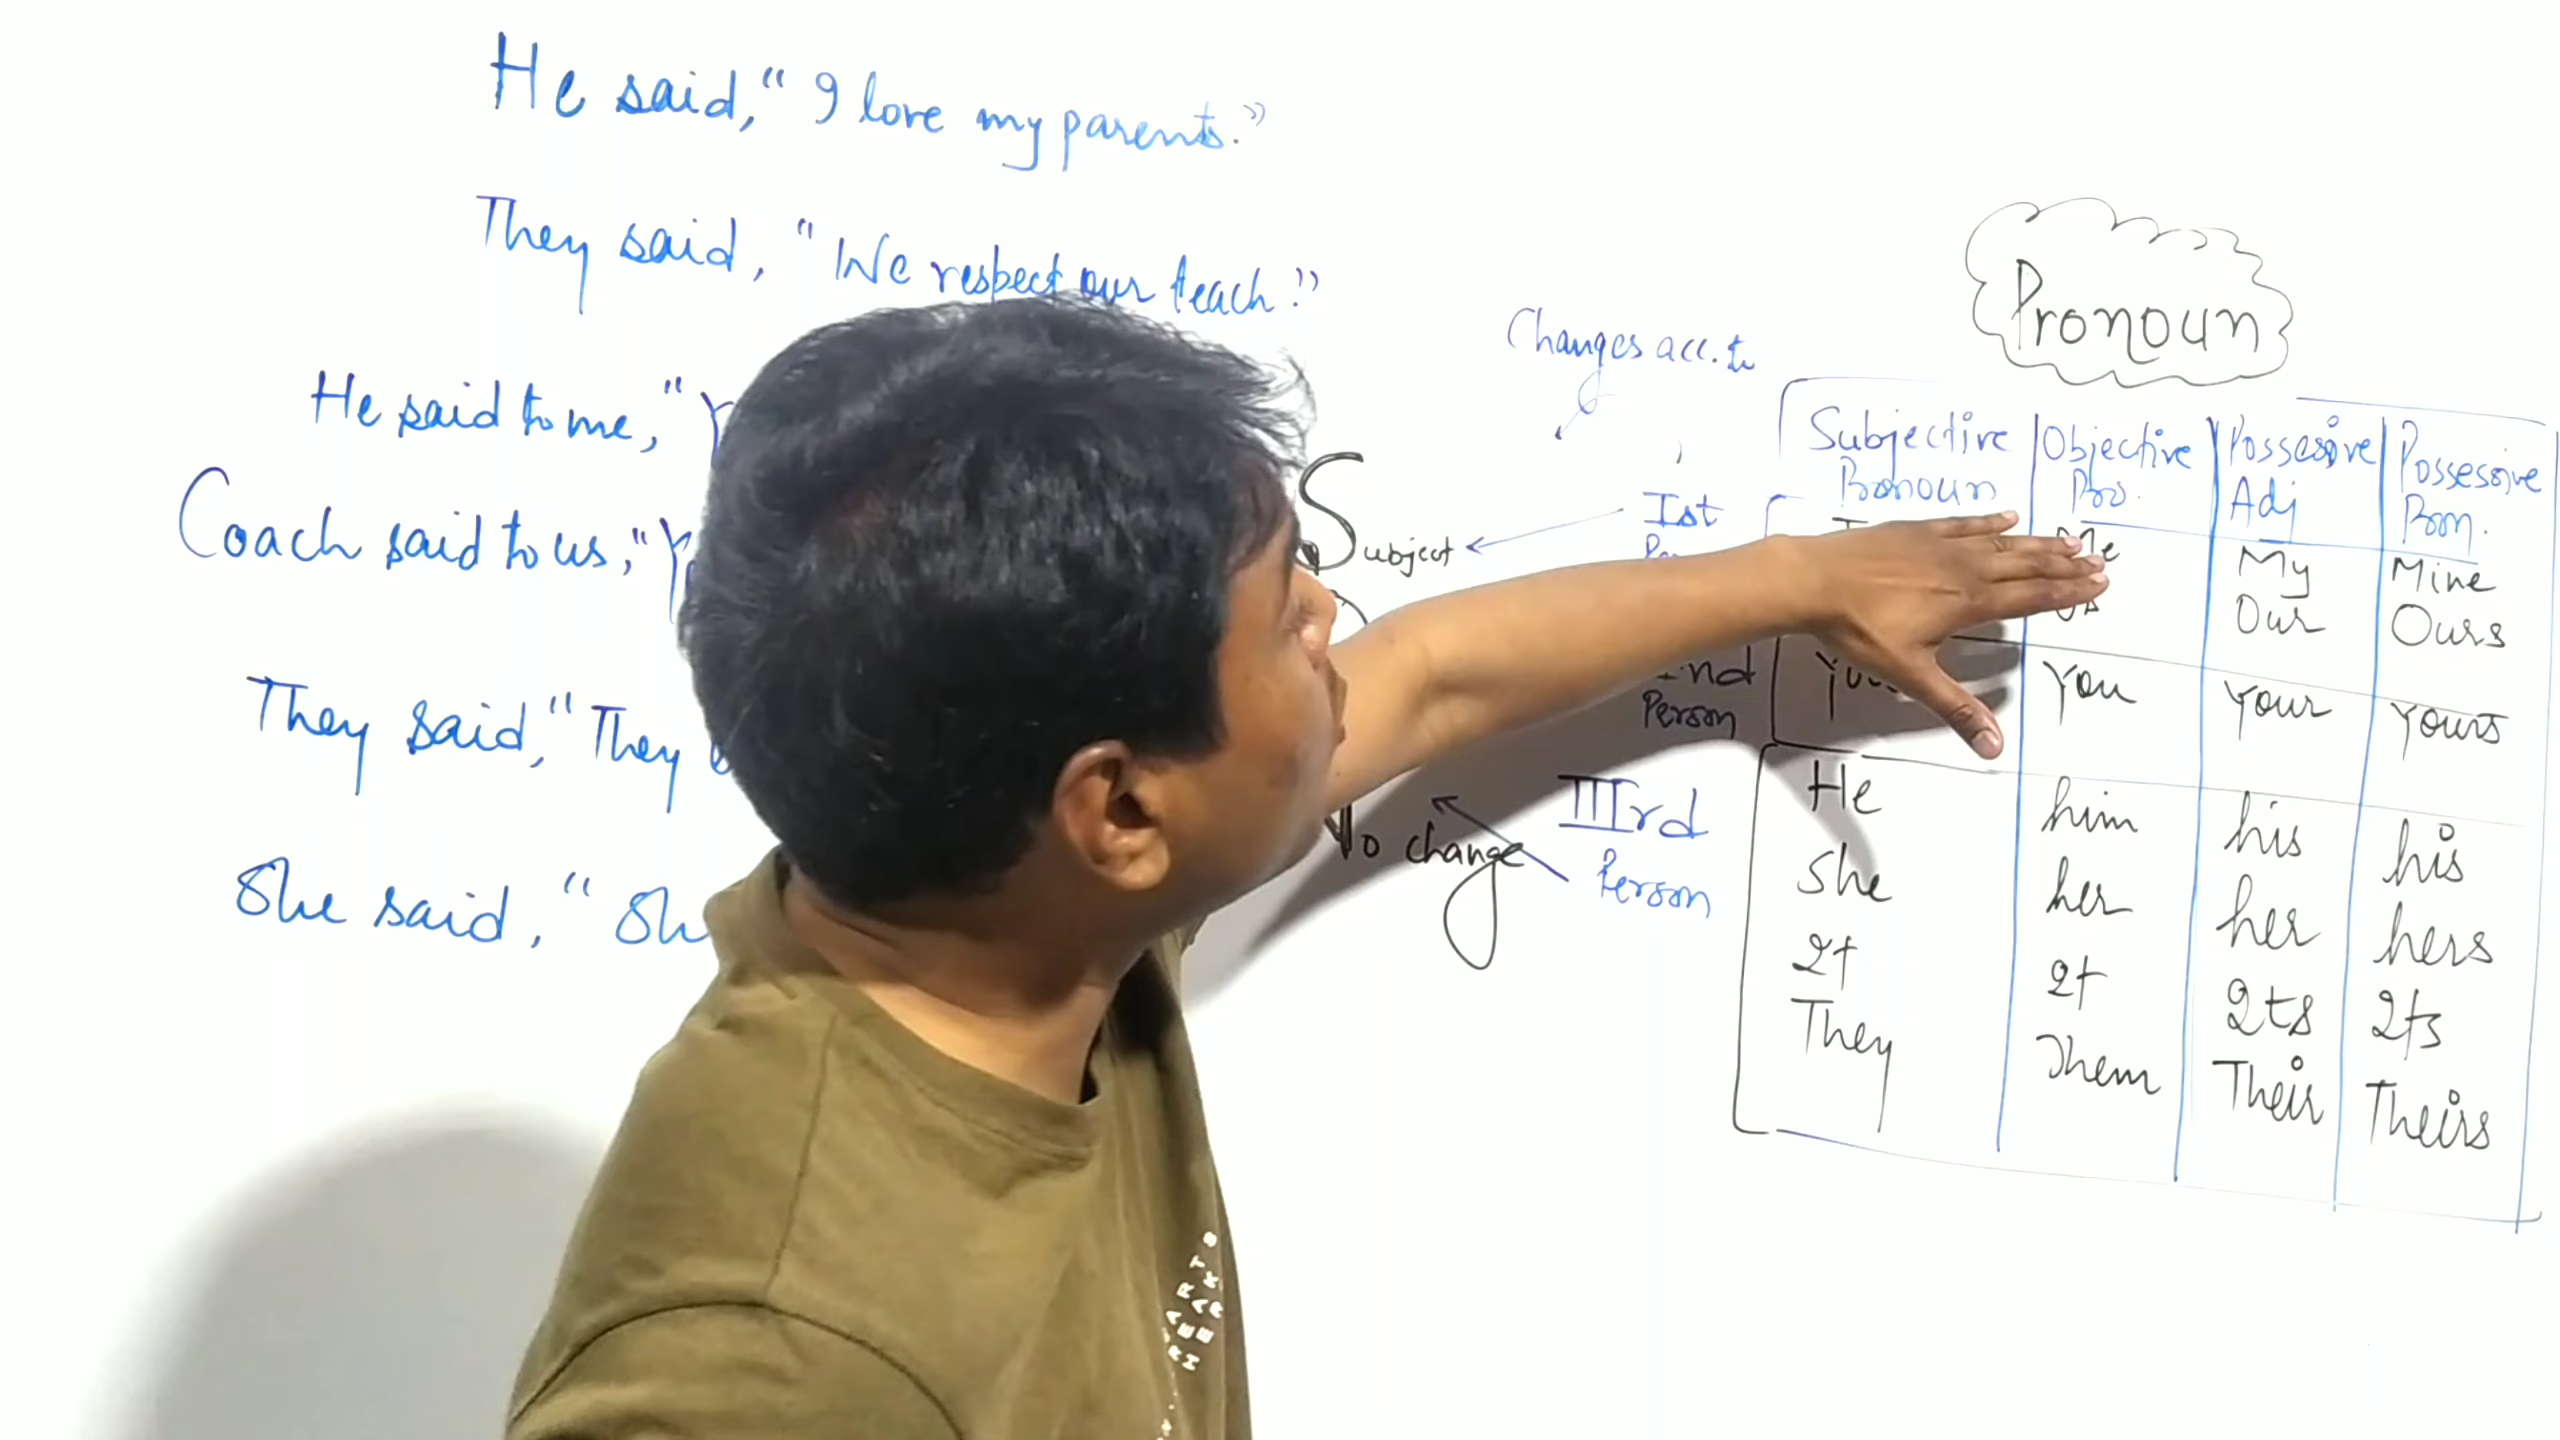 He said, "I love my parents."
They said, "We respect our teach."
He said to me, "
Coach said to us, "
They said, "They
She said, "
Changes acc. to
Subject
Ist
IIIrd
Person
Person
No change
Pronoun
Subjective Pronoun
Objective Pro.
Possessive Adj
Possessive Pron.
Me My Mine
Us Our Ours
You You Your Yours
He him his his
She her her hers
It It Its Its
They Them Their Theirs